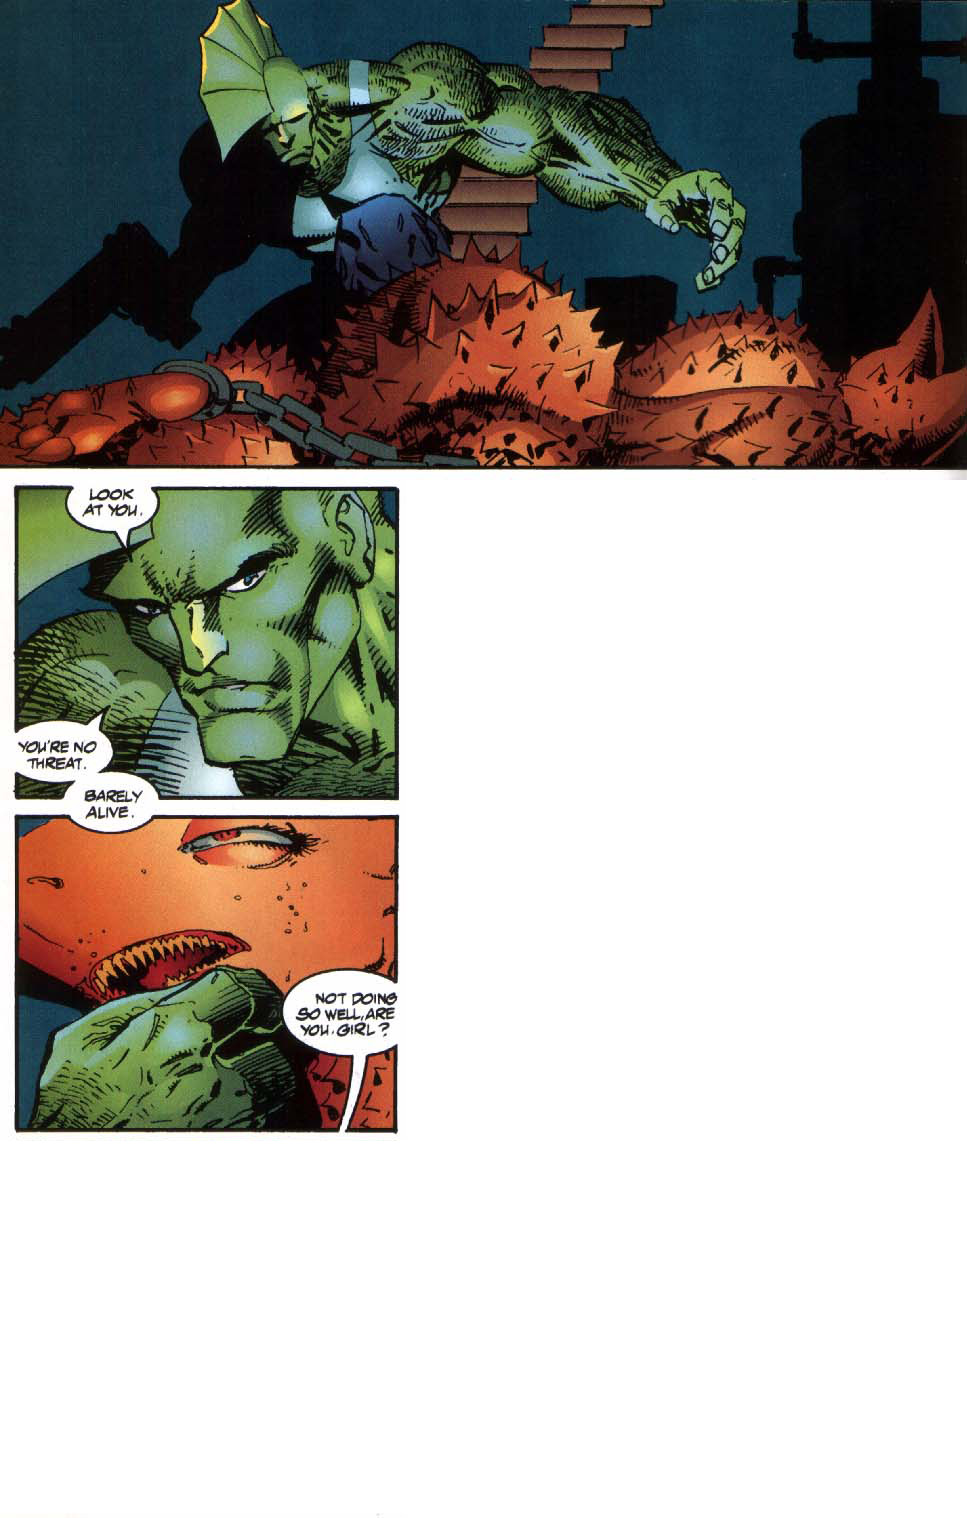 LOOK
AT YOU.
YOU'RE NO
THREAT.
BARELY
ALIVE.
NOT DOING
SO WELL, ARE
YOU, GIRL?